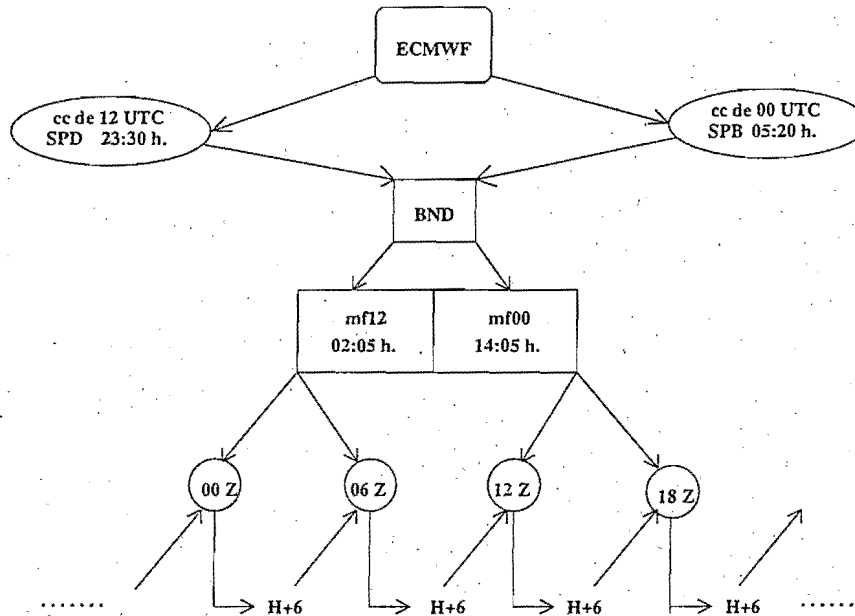 ECMWF
cc de 12 UTC
SPD 23:30 h.
cc de 00 UTC
SPB 05:20 h.
BND
mf12
02:05 h.
mf00
14:05 h.
00 Z
06 Z
12 Z
18 Z
....... H+6 H+6 H+6 H+6 ......